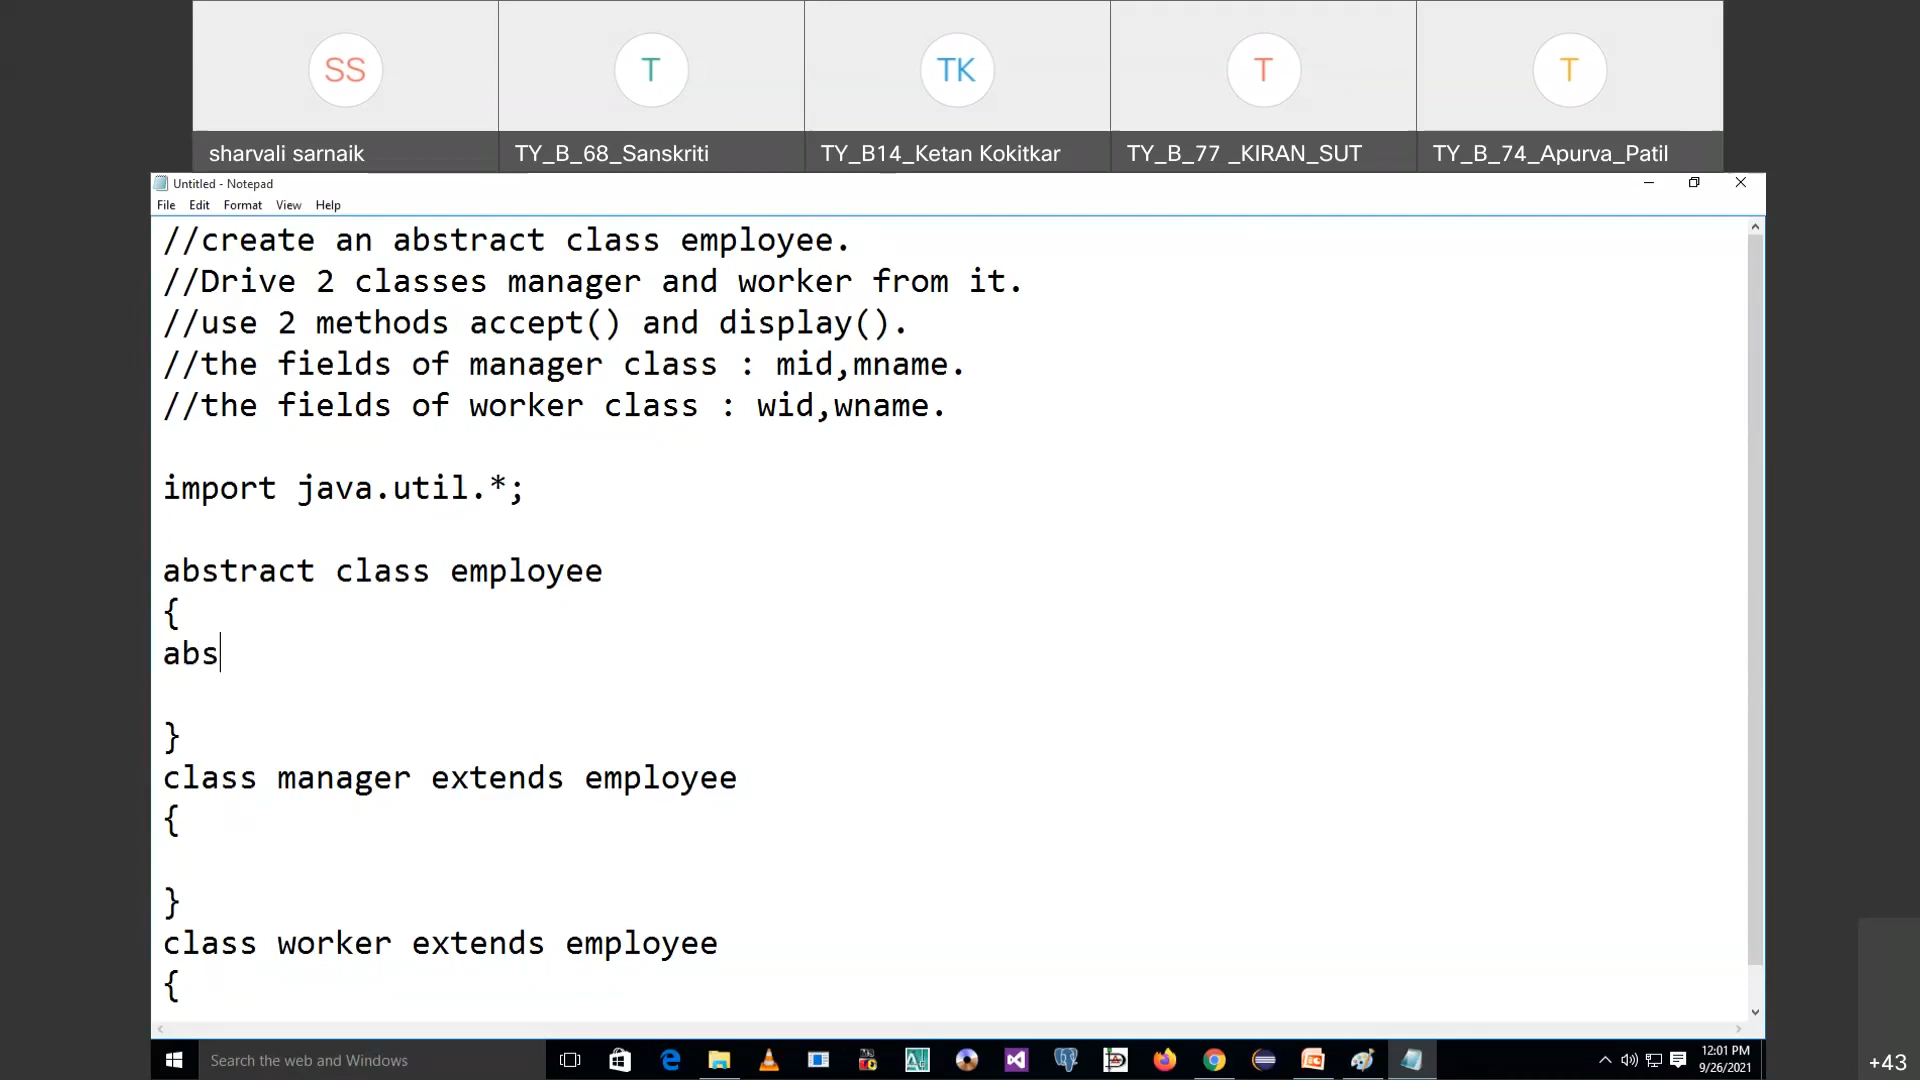 SS
T
TK
T
T
sharvali sarnaik
TY_B_68_Sanskriti
TY_B14_Ketan Kokitkar
TY_B_77 _KIRAN_SUT
TY_B_74_Apurva_Patil
Untitled - Notepad
File Edit Format View Help
//create an abstract class employee.
//Drive 2 classes manager and worker from it.
//use 2 methods accept() and display().
//the fields of manager class : mid,mname.
//the fields of worker class : wid,wname.
import java.util.*;
abstract class employee
{
abs
}
class manager extends employee
{
}
class worker extends employee
{
Search the web and Windows
12:01 PM
9/26/2021
+43